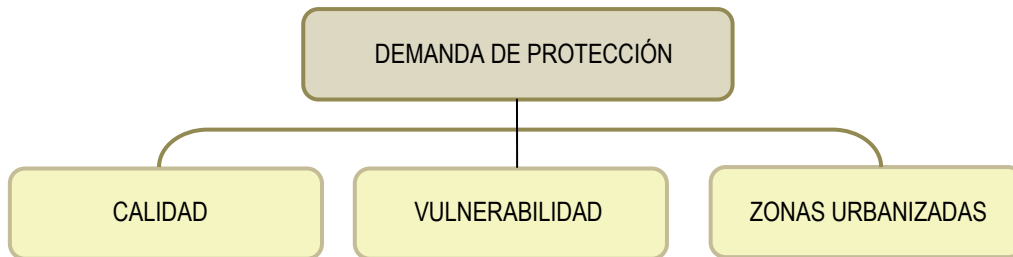 DEMANDA DE PROTECCIÓN
CALIDAD
VULNERABILIDAD
ZONAS URBANIZADAS